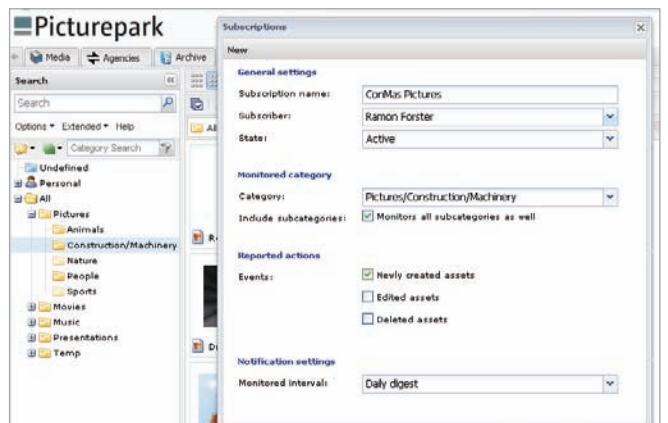 Picturepark
Media Agencies Archive
Search
Search
Options Extended Help
Category Search
Undefined
Personal
All
Pictures
Animals
Construction/Machinery
Nature
People
Sports
Movies
Music
Presentations
Temp
Subscriptions
New
General settings
Subscription name: ConMas Pictures
Subscriber: Ramon Forster
State: Active
Monitored category
Category: Pictures/Construction/Machinery
Include subcategories: Monitors all subcategories as well
Reported actions
Events: Newly created assets
Edited assets
Deleted assets
Notification settings
Monitored interval: Daily digest